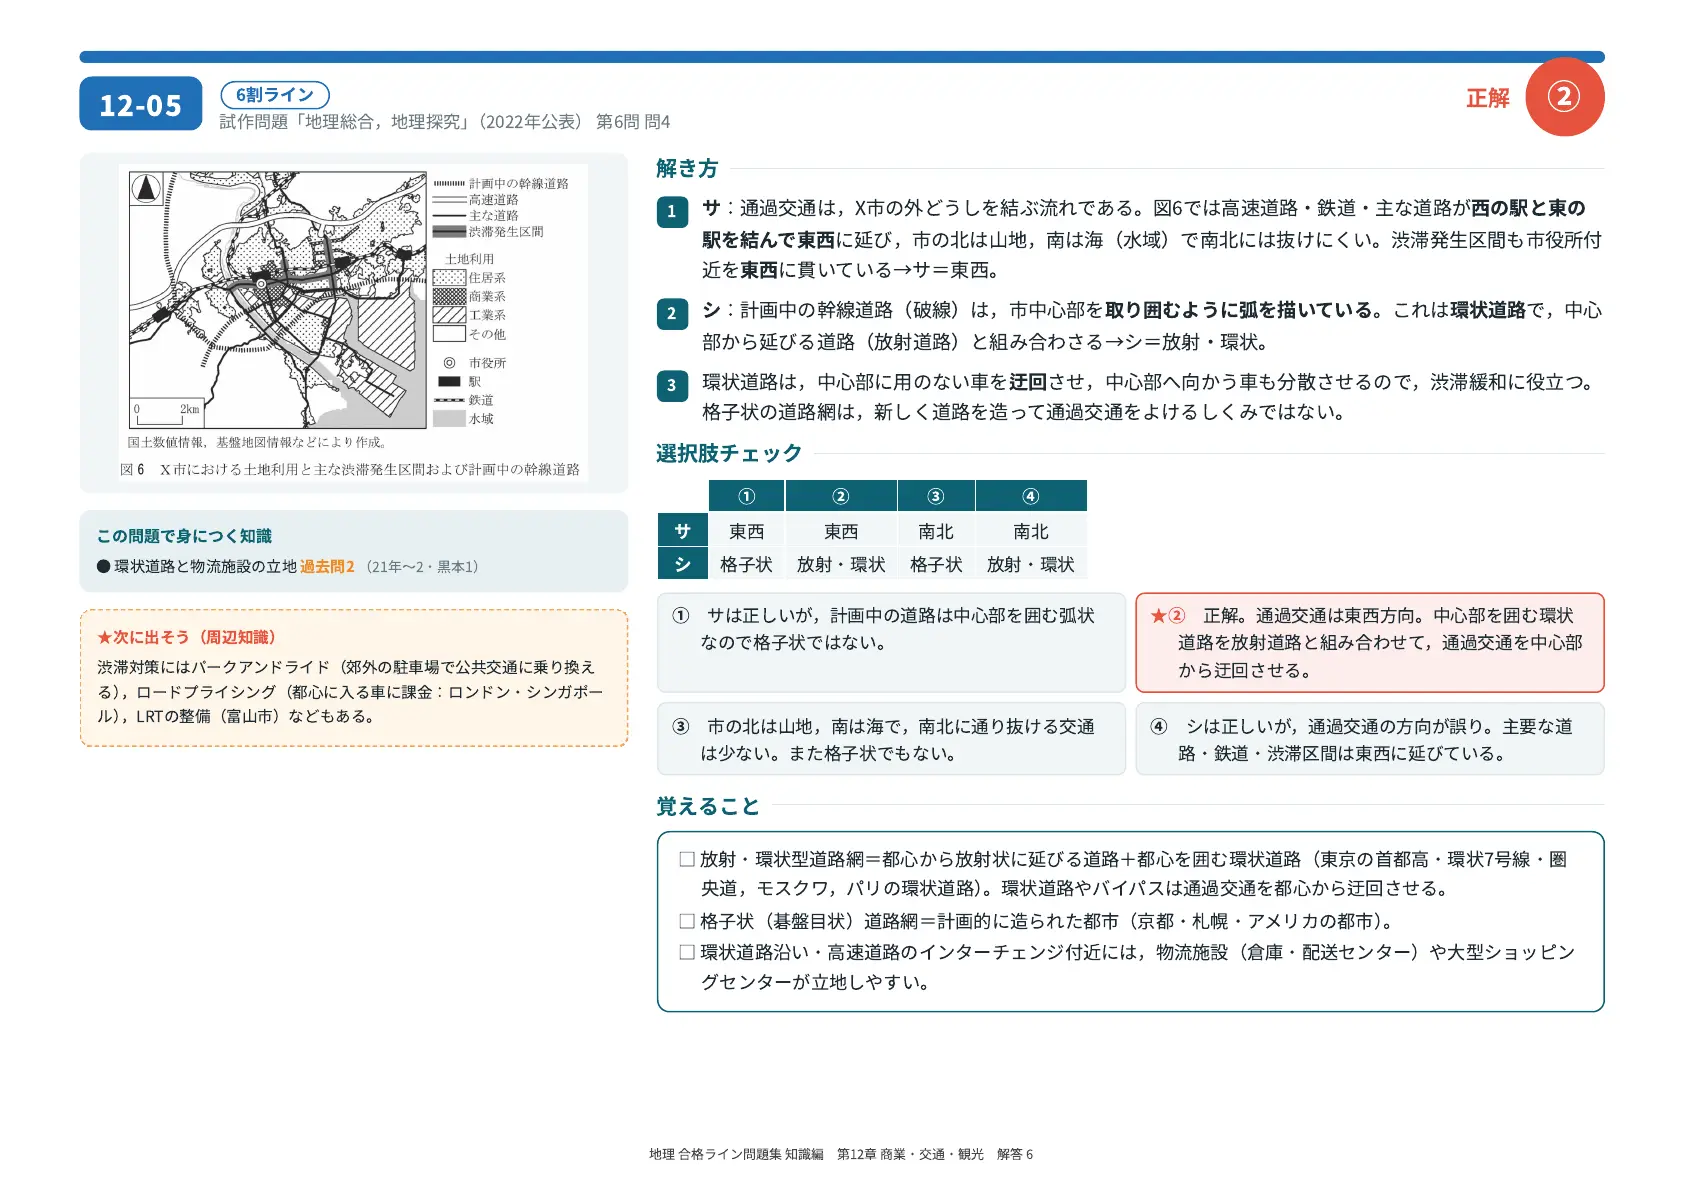 12-05
6割ライン
試作問題「地理総合，地理探究」（2022年公表） 第6問 問4
正解
②
計画中の幹線道路
高速道路
主な道路
渋滞発生区間
土地利用
住居系
商業系
工業系
その他
市役所
駅
鉄道
水域
0 2km
国土数値情報，基盤地図情報などにより作成。
図 6 X市における土地利用と主な渋滞発生区間および計画中の幹線道路
この問題で身につく知識
●環状道路と物流施設の立地 過去問2 （21年〜2・黒本1）
★次に出そう（周辺知識）
渋滞対策にはパークアンドライド（郊外の駐車場で公共交通に乗り換え
る），ロードプライシング（都心に入る車に課金：ロンドン・シンガポー
ル），LRTの整備（富山市）などもある。
解き方
1 サ：通過交通は，X市の外どうしを結ぶ流れである。図6では高速道路・鉄道・主な道路が西の駅と東の
駅を結んで東西に延び，市の北は山地，南は海（水域）で南北には抜けにくい。渋滞発生区間も市役所付
近を東西に貫いている→サ＝東西。
2 シ：計画中の幹線道路（破線）は，市中心部を取り囲むように弧を描いている。これは環状道路で，中心
部から延びる道路（放射道路）と組み合わさる→シ＝放射・環状。
3 環状道路は，中心部に用のない車を迂回させ，中心部へ向かう車も分散させるので，渋滞緩和に役立つ。
格子状の道路網は，新しく道路を造って通過交通をよけるしくみではない。
選択肢チェック
① ② ③ ④
サ 東西 東西 南北 南北
シ 格子状 放射・環状 格子状 放射・環状
① サは正しいが，計画中の道路は中心部を囲む弧状
なので格子状ではない。
★② 正解。通過交通は東西方向。中心部を囲む環状
道路を放射道路と組み合わせて，通過交通を中心部
から迂回させる。
③ 市の北は山地，南は海で，南北に通り抜ける交通
は少ない。また格子状でもない。
④ シは正しいが，通過交通の方向が誤り。主要な道
路・鉄道・渋滞区間は東西に延びている。
覚えること
□ 放射・環状型道路網＝都心から放射状に延びる道路＋都心を囲む環状道路（東京の首都高・環状7号線・圏
央道，モスクワ，パリの環状道路）。環状道路やバイパスは通過交通を都心から迂回させる。
□ 格子状（碁盤目状）道路網＝計画的に造られた都市（京都・札幌・アメリカの都市）。
□ 環状道路沿い・高速道路のインターチェンジ付近には，物流施設（倉庫・配送センター）や大型ショッピン
グセンターが立地しやすい。
地理 合格ライン問題集 知識編 第12章 商業・交通・観光 解答 6